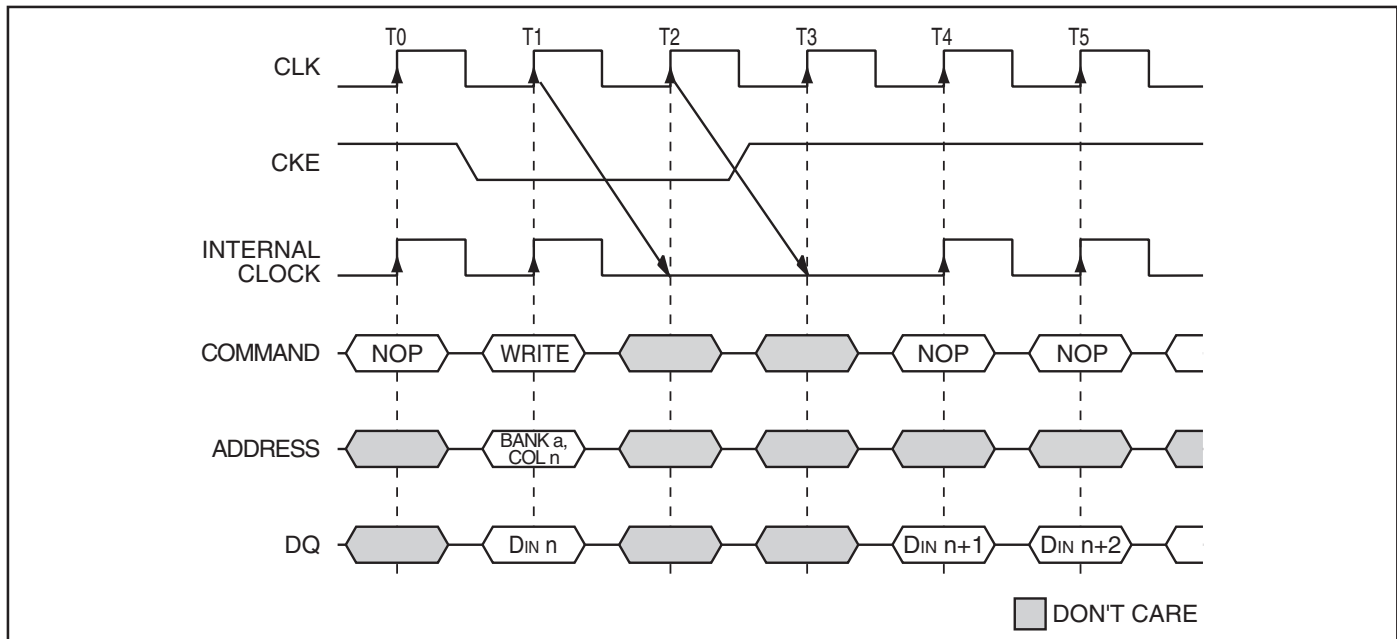 T0 T1 T2 T3 T4 T5
CLK
CKE
INTERNAL
CLOCK
COMMAND NOP WRITE NOP NOP
ADDRESS BANK a,
COL n
DQ DIN n DIN n+1 DIN n+2
DON'T CARE